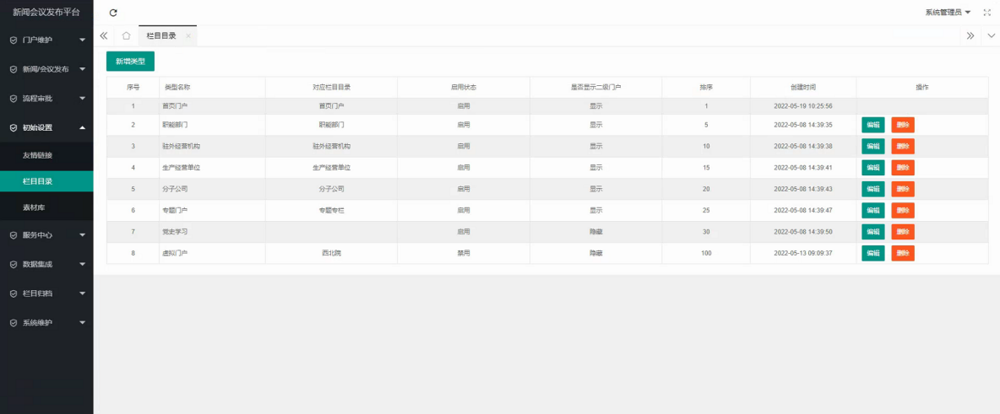 新闻会议发布平台
系统管理员
门户维护
栏目目录
新闻/会议发布
新增类型
流程审批
初始设置
友情链接
栏目目录
素材库
服务中心
数据集成
栏目归档
系统维护
序号 类型名称 对应栏目目录 启用状态 是否显示二级门户 排序 创建时间 操作
1 首页门户 首页门户 启用 显示 1 2022-05-19 10:25:56
2 职能部门 职能部门 启用 显示 5 2022-05-08 14:39:35 编辑 删除
3 驻外经营机构 驻外经营机构 启用 显示 10 2022-05-08 14:39:38 编辑 删除
4 生产经营单位 生产经营单位 启用 显示 15 2022-05-08 14:39:41 编辑 删除
5 分子公司 分子公司 启用 显示 20 2022-05-08 14:39:43 编辑 删除
6 专题门户 专题专栏 启用 显示 25 2022-05-08 14:39:47 编辑 删除
7 党史学习 启用 隐藏 30 2022-05-08 14:39:50 编辑 删除
8 虚拟门户 西北院 禁用 隐藏 100 2022-05-13 09:09:37 编辑 删除